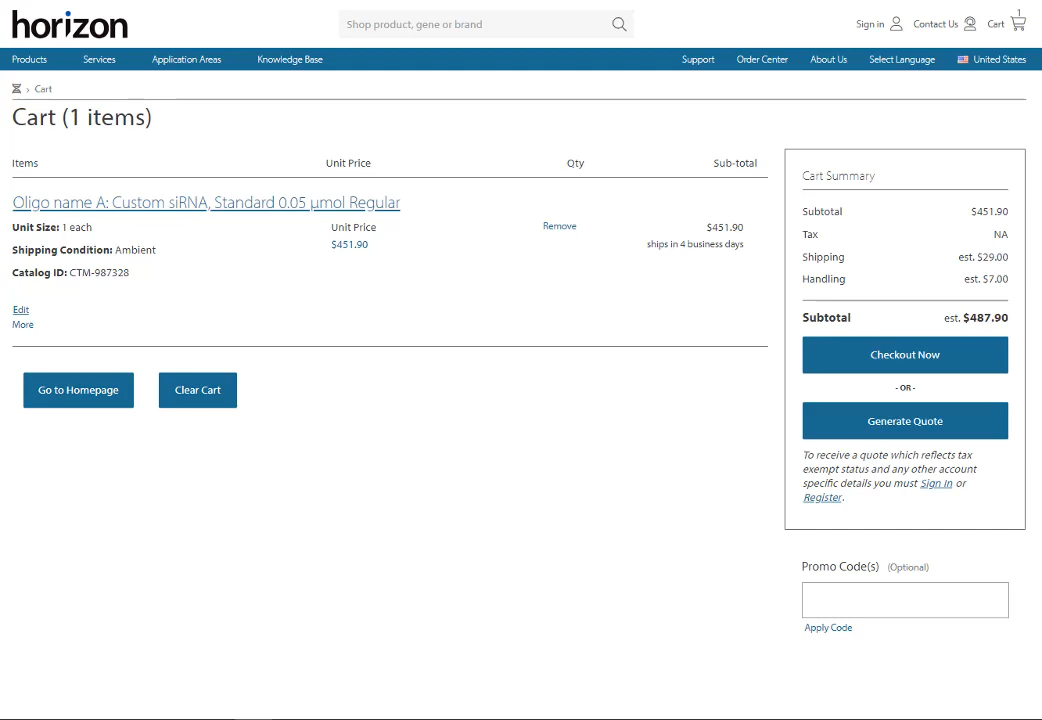 horizon
Shop product, gene or brand
Sign in
Contact Us
Cart
1
Products
Services
Application Areas
Knowledge Base
Support
Order Center
About Us
Select Language
United States
› Cart
Cart (1 items)
Items Unit Price Qty Sub-total
Oligo name A: Custom siRNA, Standard 0.05 µmol Regular
Unit Size: 1 each
Shipping Condition: Ambient
Catalog ID: CTM-987328
Unit Price
$451.90
Remove
$451.90
ships in 4 business days
Edit
More
Go to Homepage
Clear Cart
Cart Summary
Subtotal $451.90
Tax NA
Shipping est. $29.00
Handling est. $7.00
Subtotal est. $487.90
Checkout Now
- OR -
Generate Quote
To receive a quote which reflects tax
exempt status and any other account
specific details you must Sign In or
Register.
Promo Code(s) (Optional)
Apply Code